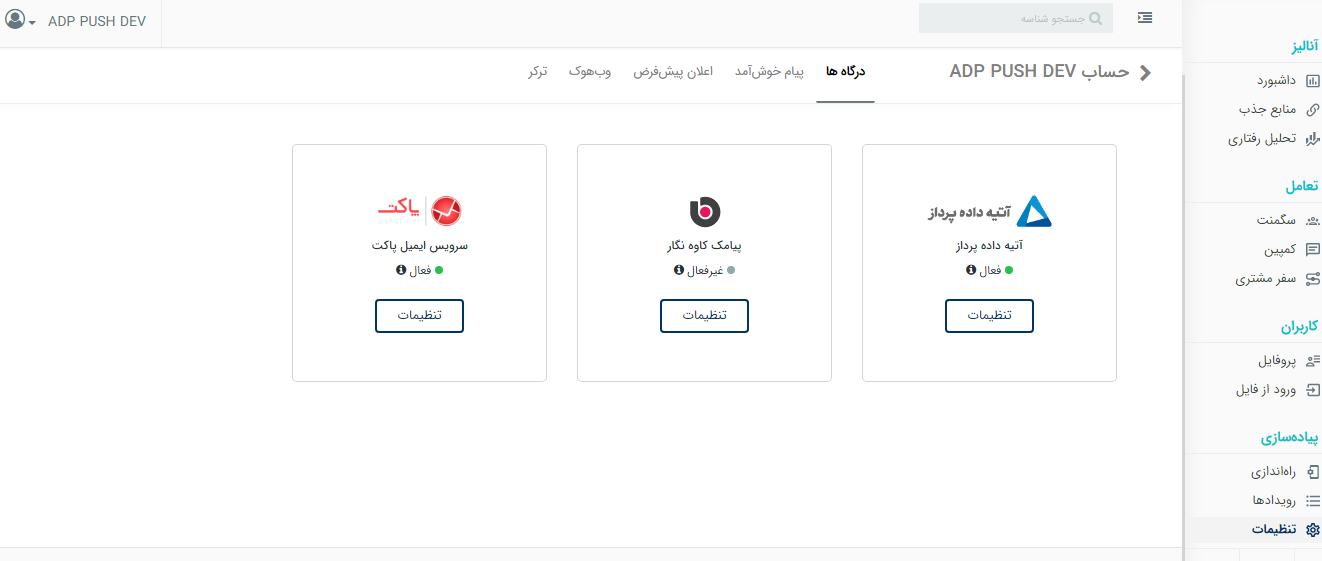 ADP PUSH DEV
جستجو شناسه
آنالیز
داشبورد
منابع جذب
تحلیل رفتاری
تعامل
سگمنت
کمپین
سفر مشتری
کاربران
پروفایل
ورود از فایل
پیاده‌سازی
راه‌اندازی
رویدادها
تنظیمات
حساب ADP PUSH DEV
درگاه ها
پیام خوش‌آمد
اعلان پیش‌فرض
وب‌هوک
ترکر
آتیه داده پرداز
آتیه داده پرداز
فعال
تنظیمات
پیامک کاوه نگار
غیرفعال
تنظیمات
پاکت
سرویس ایمیل پاکت
فعال
تنظیمات